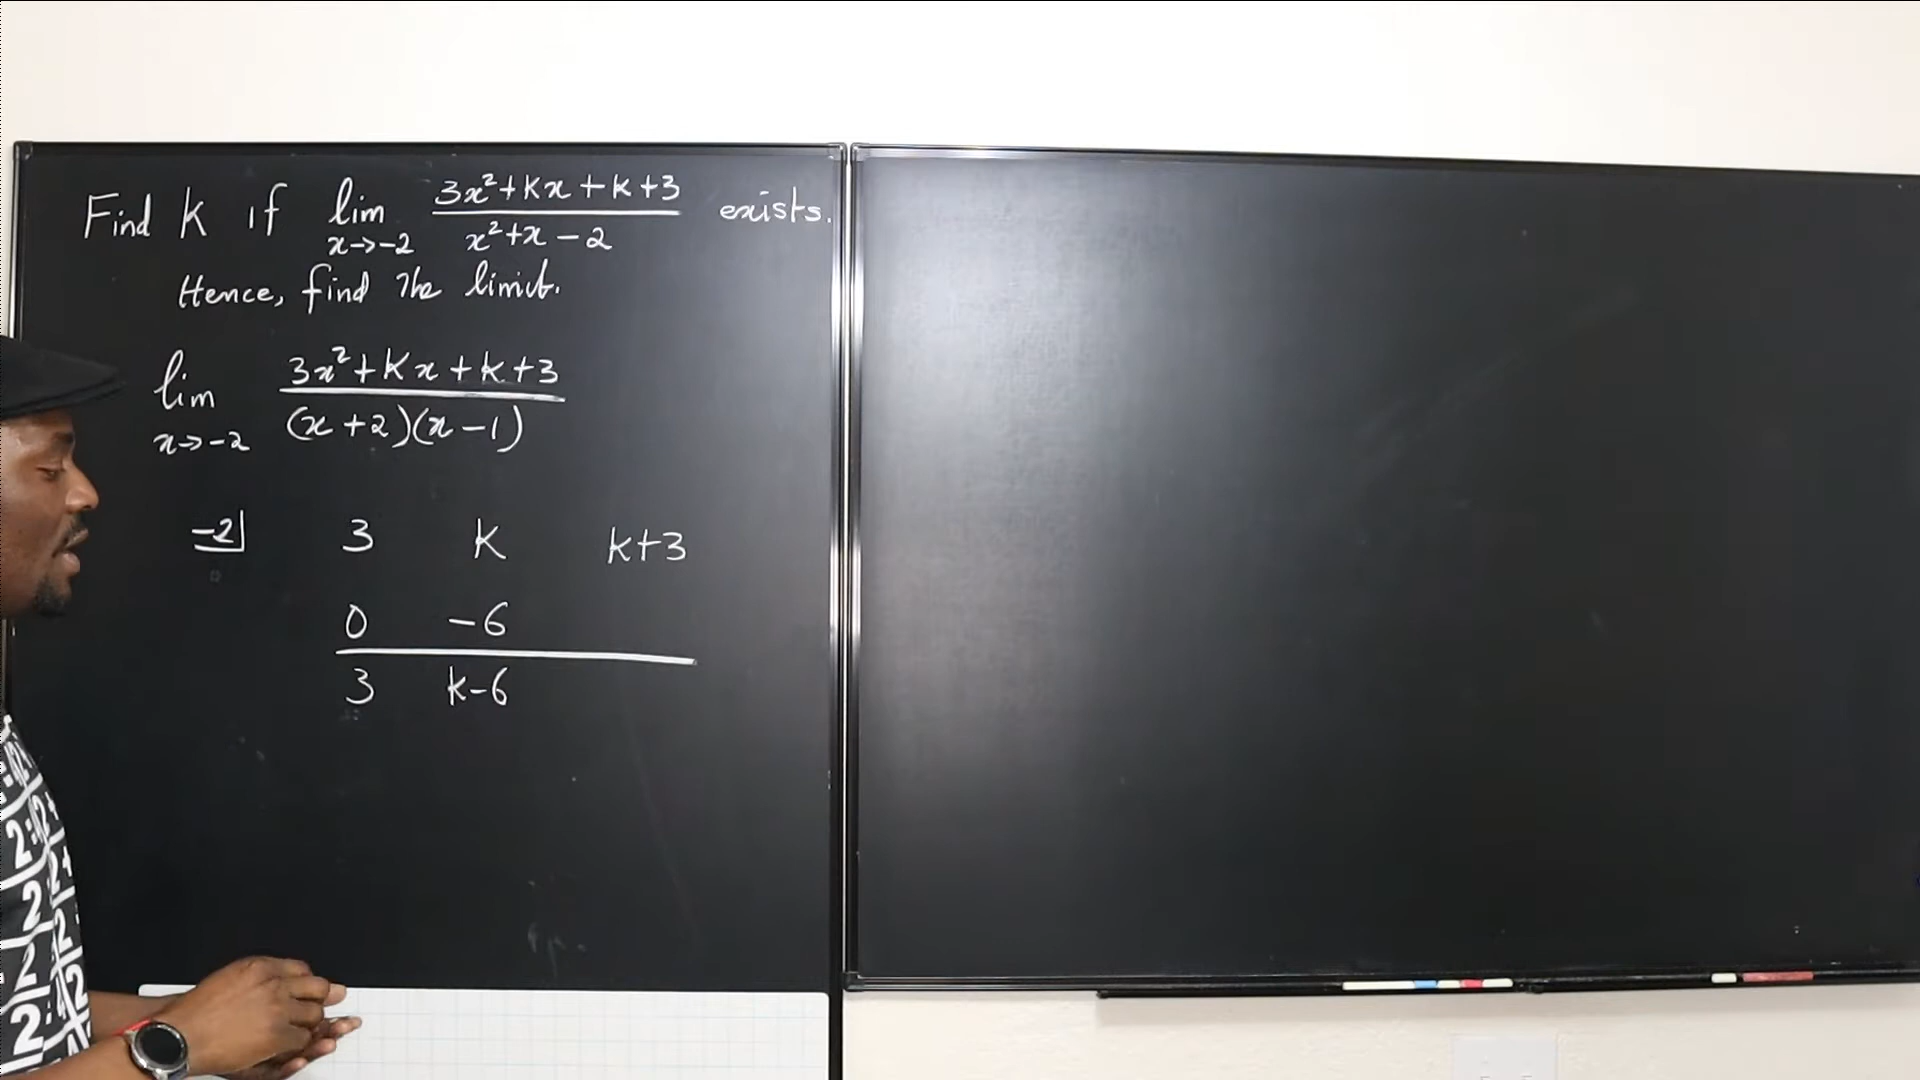 Find k if lim x→-2 (3x²+kx+k+3)/(x²+x-2) exists.
Hence, find the limit.
lim x→-2 (3x²+kx+k+3)/((x+2)(x-1))
-2| 3 k k+3
0 -6
3 k-6